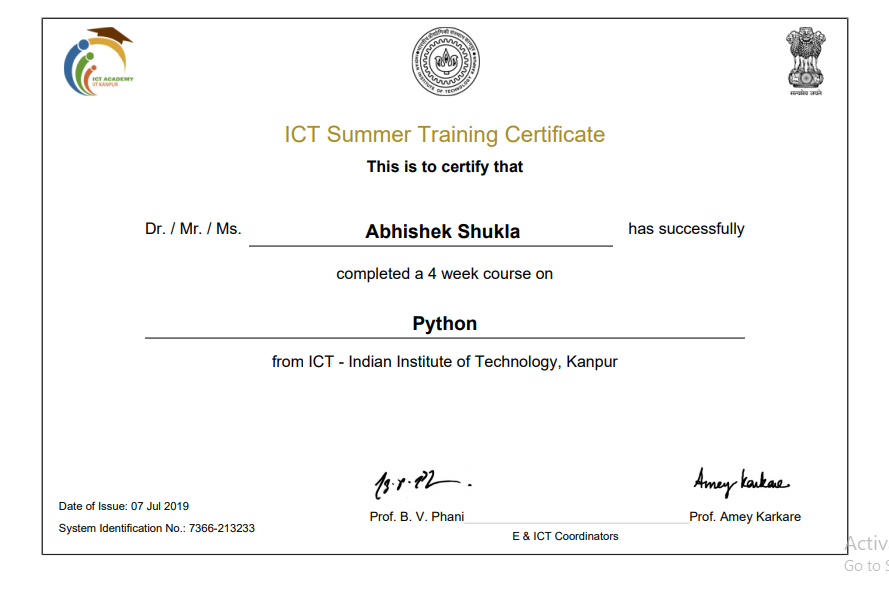 ICT ACADEMY
IIT KANPUR
सत्यमेव जयते
ICT Summer Training Certificate
This is to certify that
Dr. / Mr. / Ms. Abhishek Shukla has successfully
completed a 4 week course on
Python
from ICT - Indian Institute of Technology, Kanpur
Amey Karkare
Date of Issue: 07 Jul 2019
Prof. B. V. Phani Prof. Amey Karkare
System Identification No.: 7366-213233
E & ICT Coordinators
Activ
Go to S